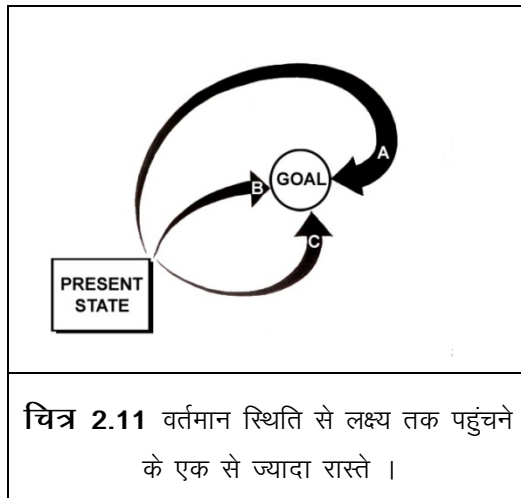 A
GOAL
B
C
PRESENT
STATE
चित्र 2.11 वर्तमान स्थिति से लक्ष्य तक पहुंचने
के एक से ज्यादा रास्ते ।